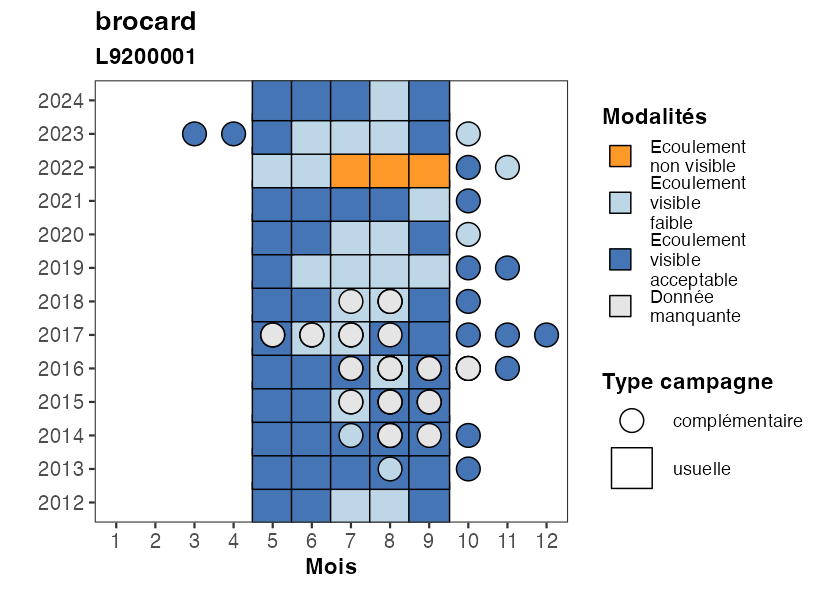 brocard
L9200001
2024
2023
2022
2021
2020
2019
2018
2017
2016
2015
2014
2013
2012
1 2 3 4 5 6 7 8 9 10 11 12
Mois
Modalités
Ecoulement
non visible
Ecoulement
visible
faible
Ecoulement
visible
acceptable
Donnée
manquante
Type campagne
complémentaire
usuelle